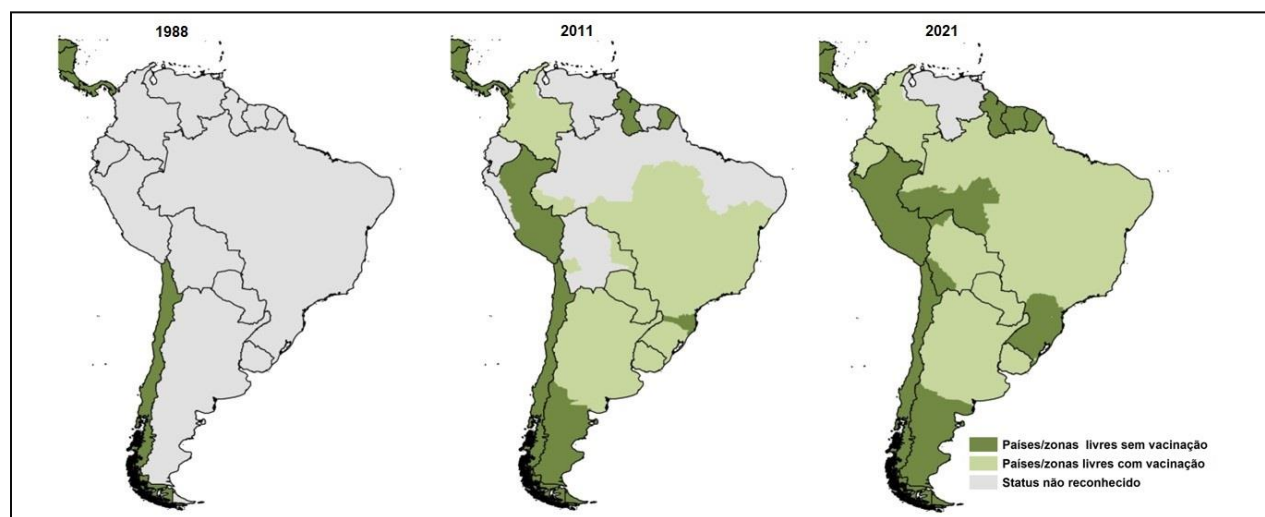 1988
2011
2021
Países/zonas livres sem vacinação
Países/zonas livres com vacinação
Status não reconhecido